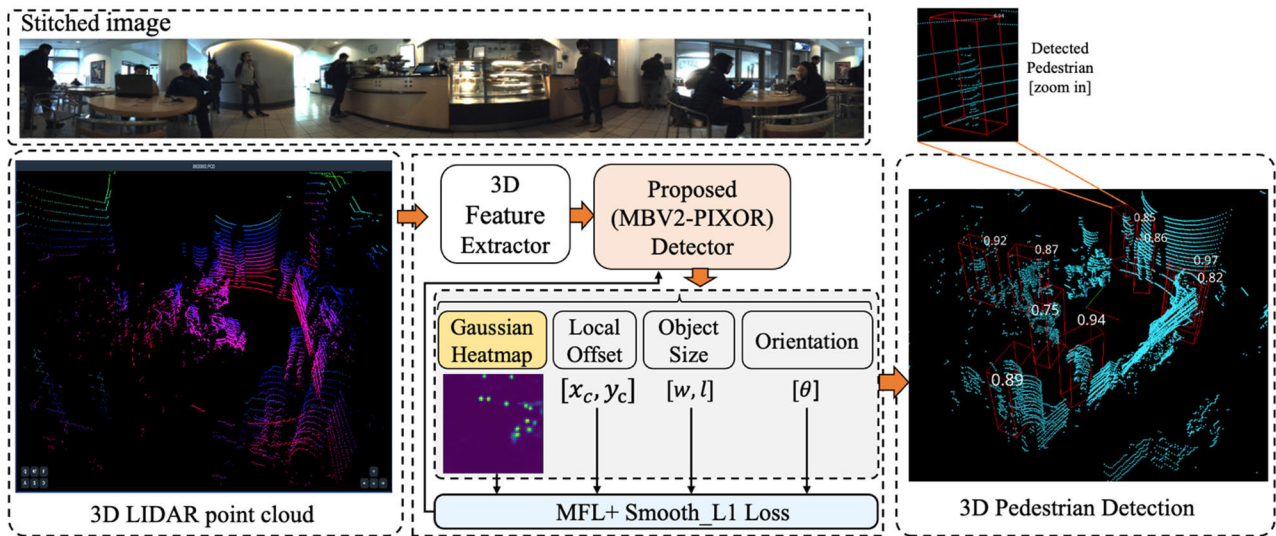 Stitched image
Detected
Pedestrian
[zoom in]
3D
Feature
Extractor
Proposed
(MBV2-PIXOR)
Detector
Gaussian
Heatmap
Local
Offset
Object
Size
Orientation
[x_c, y_c]
[w, l]
[θ]
MFL+ Smooth_L1 Loss
3D LIDAR point cloud
0.85
0.86
0.92
0.87
0.97
0.82
0.75
0.94
0.89
3D Pedestrian Detection